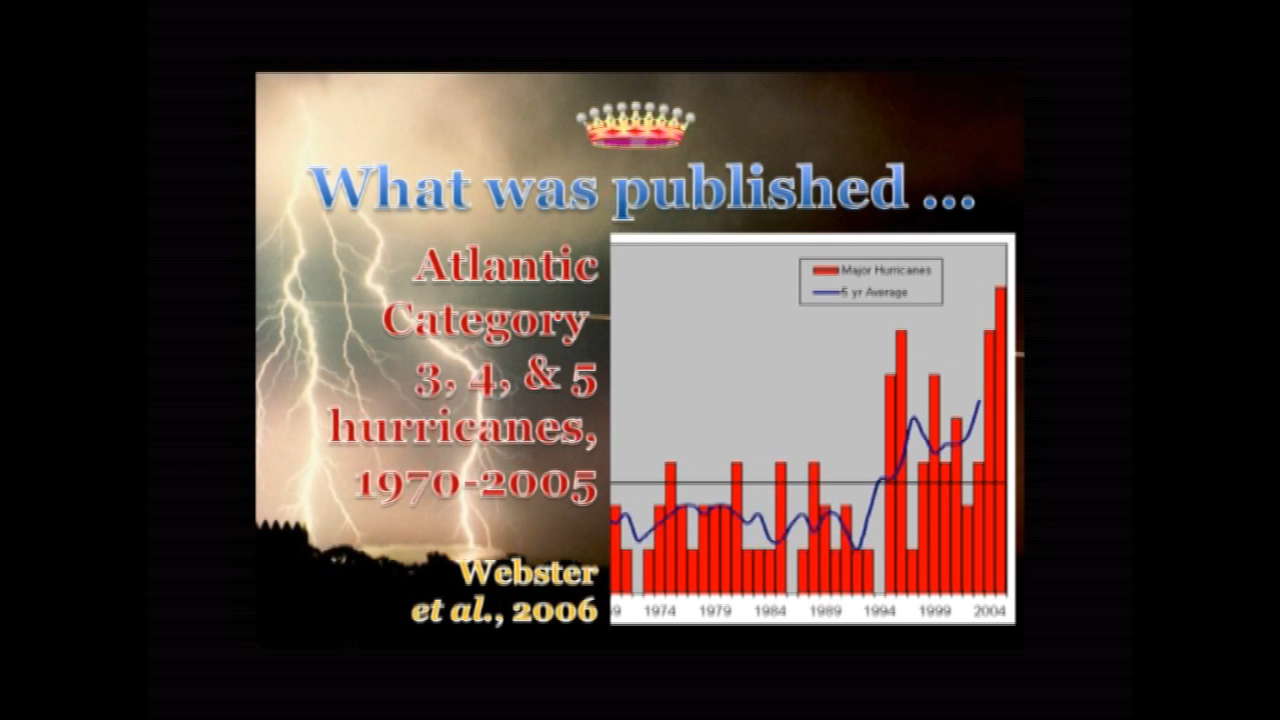 What was published ...
Atlantic
Category
3, 4, & 5
hurricanes,
1970-2005
Webster
et al., 2006
Major Hurricanes
5 yr Average
9 1974 1979 1984 1989 1994 1999 2004